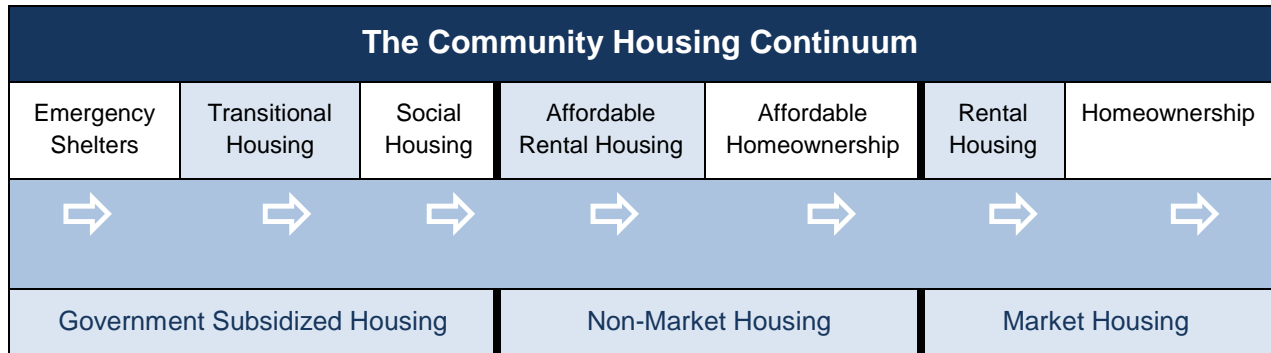 The Community Housing Continuum
Emergency
Shelters
Transitional
Housing
Social
Housing
Affordable
Rental Housing
Affordable
Homeownership
Rental
Housing
Homeownership
Government Subsidized Housing
Non-Market Housing
Market Housing